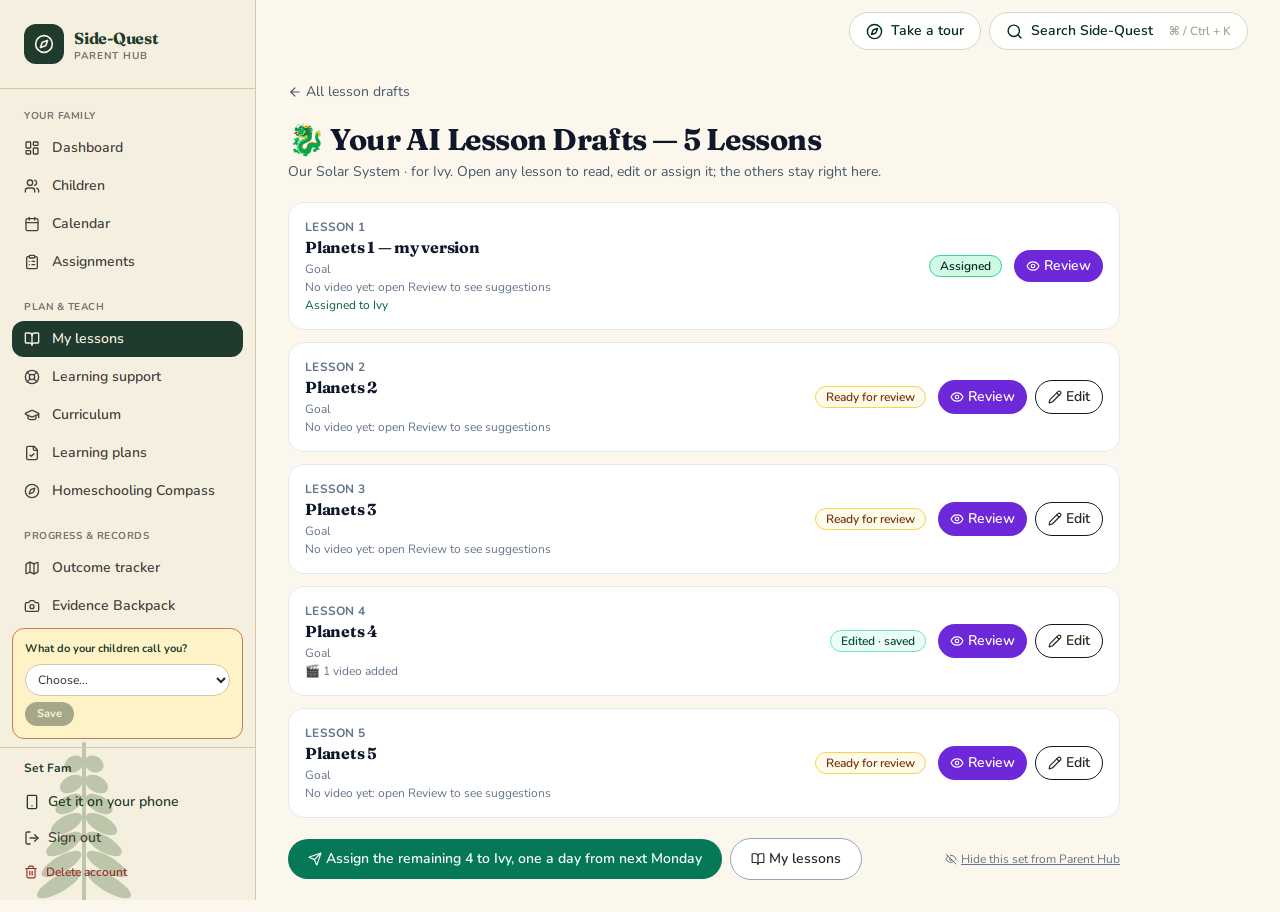 Side-Quest
PARENT HUB
YOUR FAMILY
Dashboard
Children
Calendar
Assignments
PLAN & TEACH
My lessons
Learning support
Curriculum
Learning plans
Homeschooling Compass
PROGRESS & RECORDS
Outcome tracker
Evidence Backpack
What do your children call you?
Choose...
Save
Set Fam
Get it on your phone
Sign out
Delete account
Take a tour
Search Side-Quest ⌘ / Ctrl + K
All lesson drafts
Your AI Lesson Drafts — 5 Lessons
Our Solar System · for Ivy. Open any lesson to read, edit or assign it; the others stay right here.
LESSON 1
Planets 1 — my version
Goal
No video yet: open Review to see suggestions
Assigned to Ivy
Assigned
Review
LESSON 2
Planets 2
Goal
No video yet: open Review to see suggestions
Ready for review
Review
Edit
LESSON 3
Planets 3
Goal
No video yet: open Review to see suggestions
Ready for review
Review
Edit
LESSON 4
Planets 4
Goal
1 video added
Edited · saved
Review
Edit
LESSON 5
Planets 5
Goal
No video yet: open Review to see suggestions
Ready for review
Review
Edit
Assign the remaining 4 to Ivy, one a day from next Monday
My lessons
Hide this set from Parent Hub